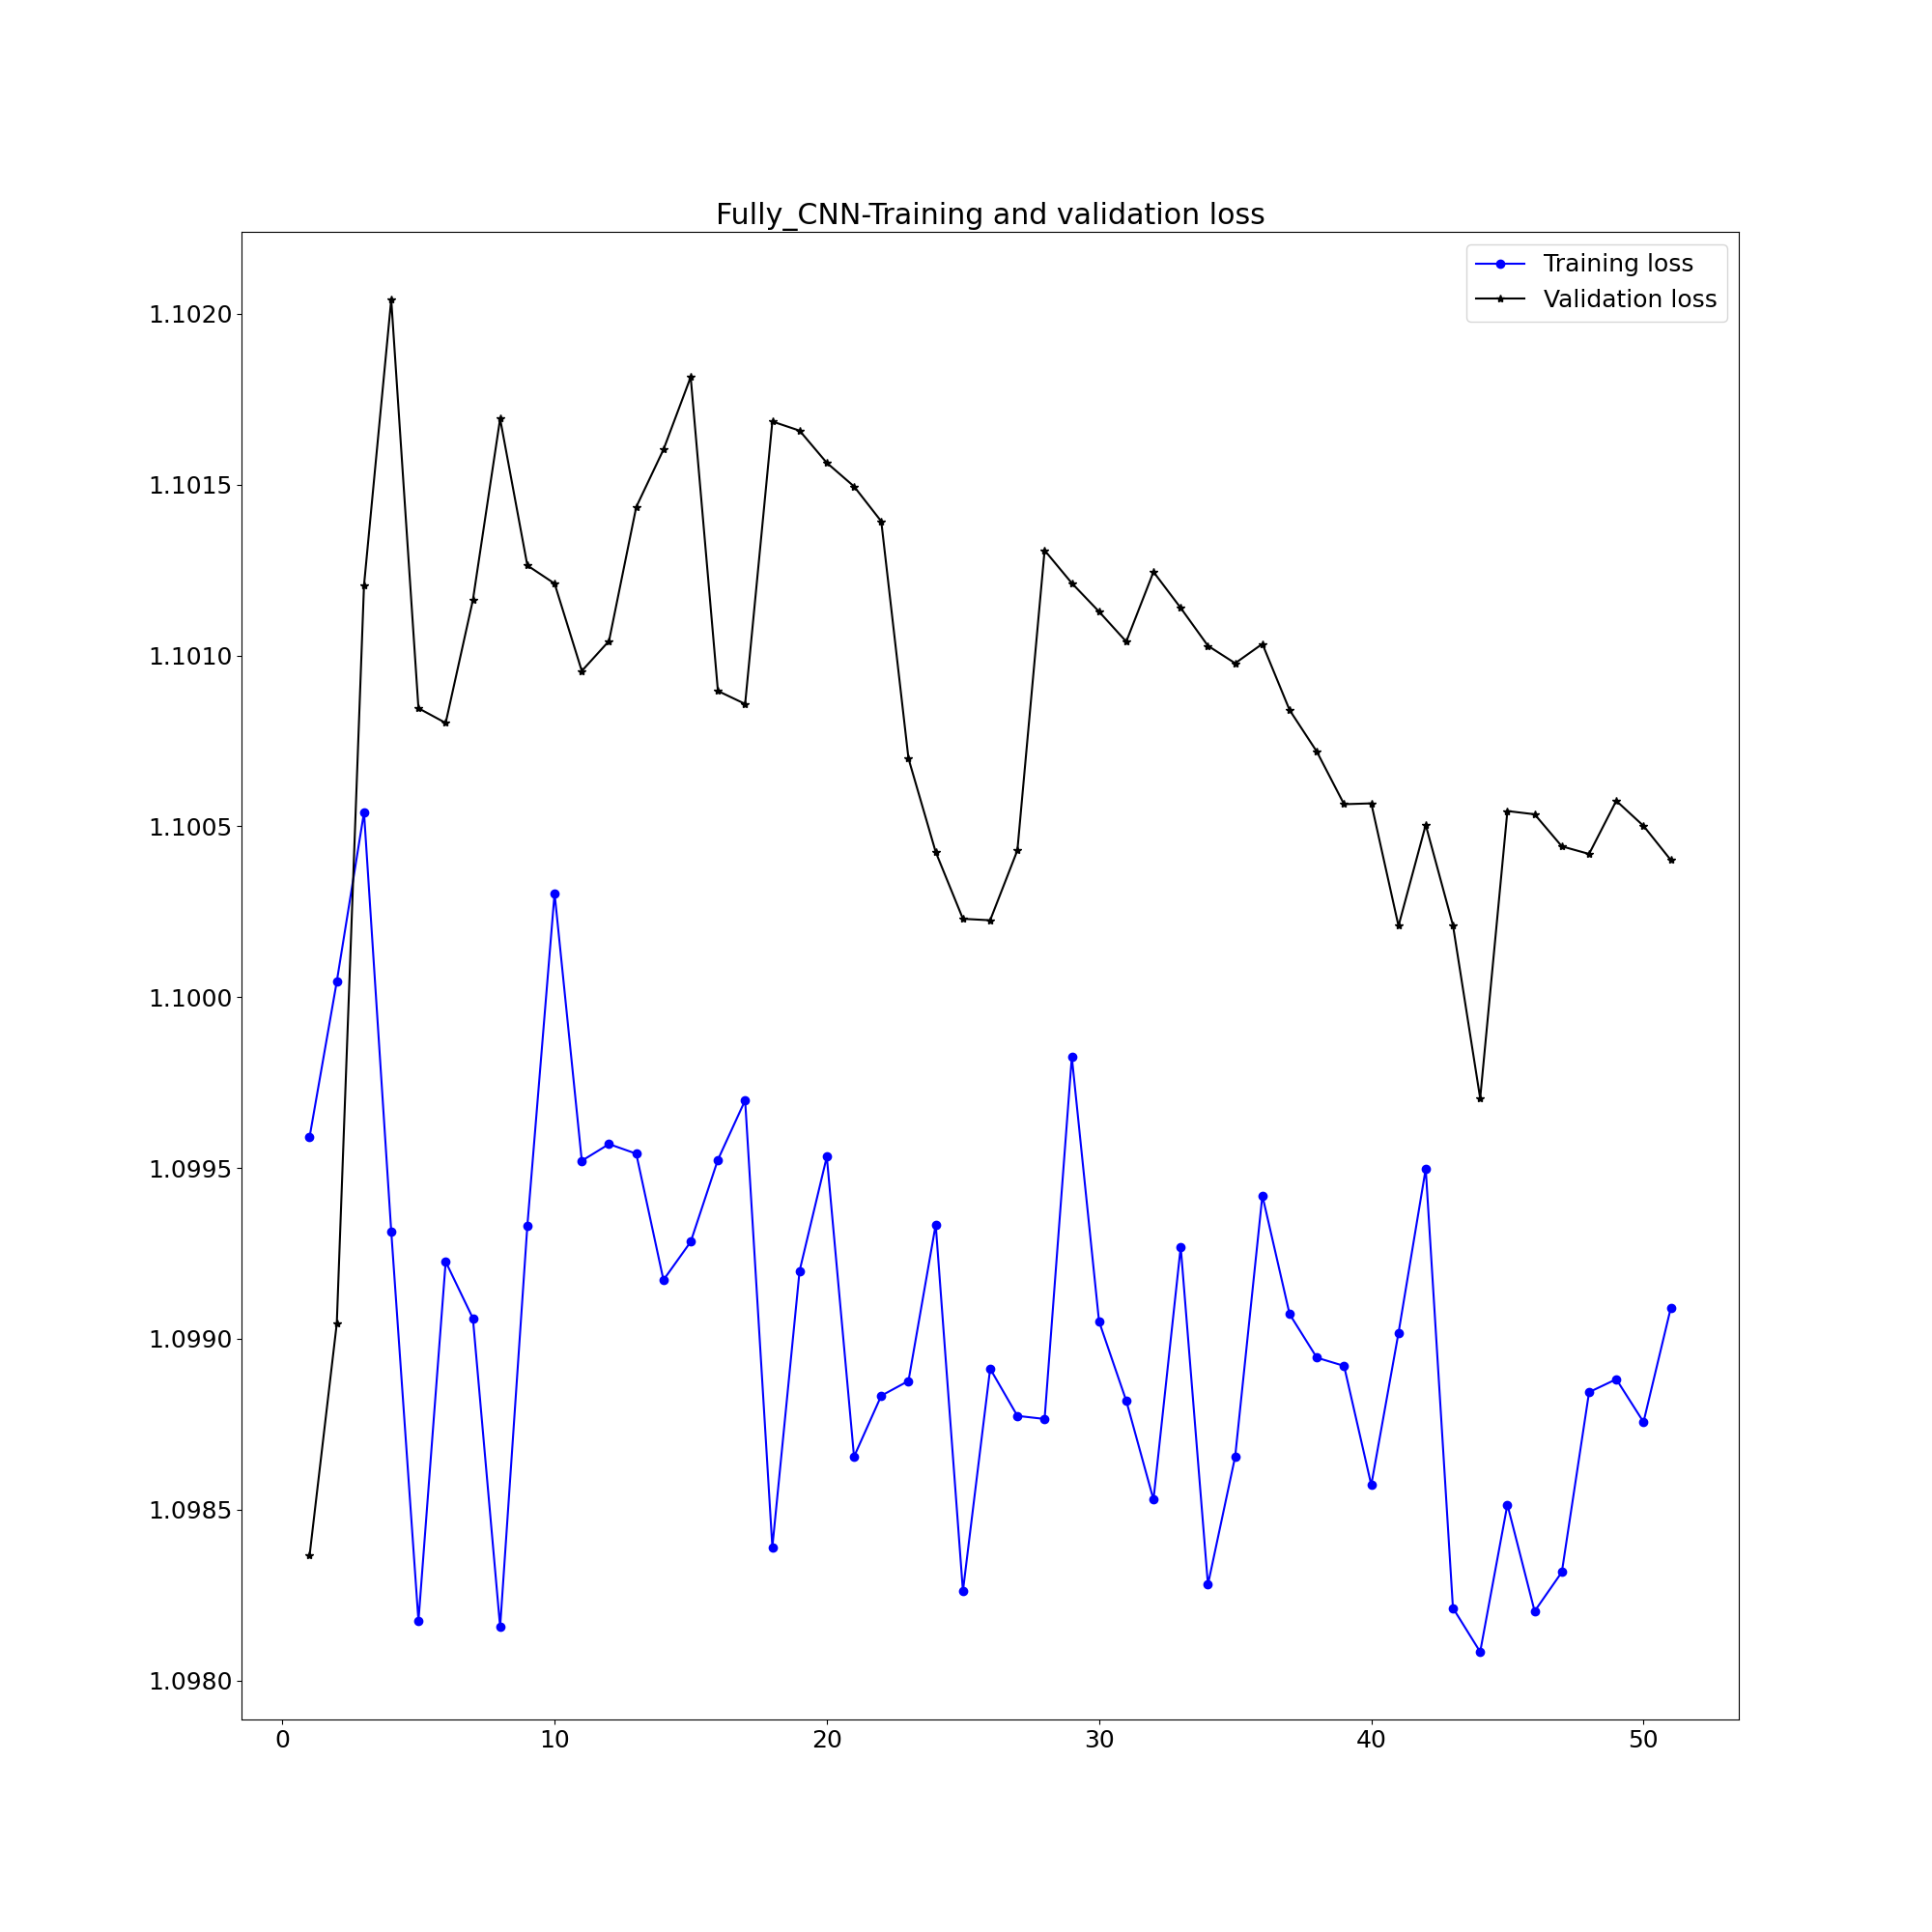 Fully_CNN-Training and validation loss
Training loss
Validation loss
1.1020
1.1015
1.1010
1.1005
1.1000
1.0995
1.0990
1.0985
1.0980
0 10 20 30 40 50